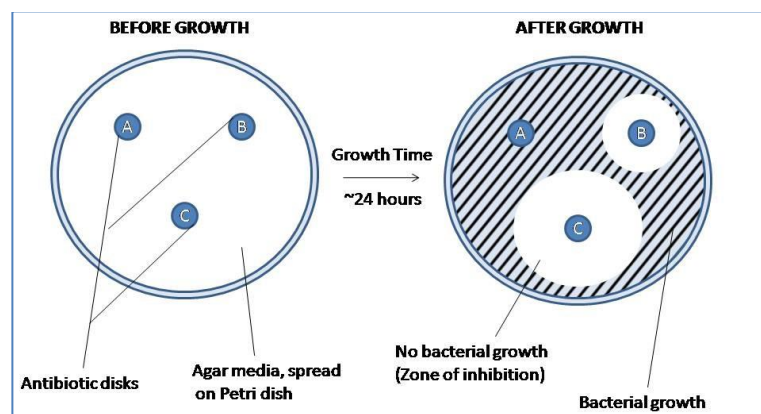 BEFORE GROWTH
A
B
C
Antibiotic disks
Agar media, spread
on Petri dish
Growth Time
~24 hours
AFTER GROWTH
A
B
C
No bacterial growth
(Zone of inhibition)
Bacterial growth